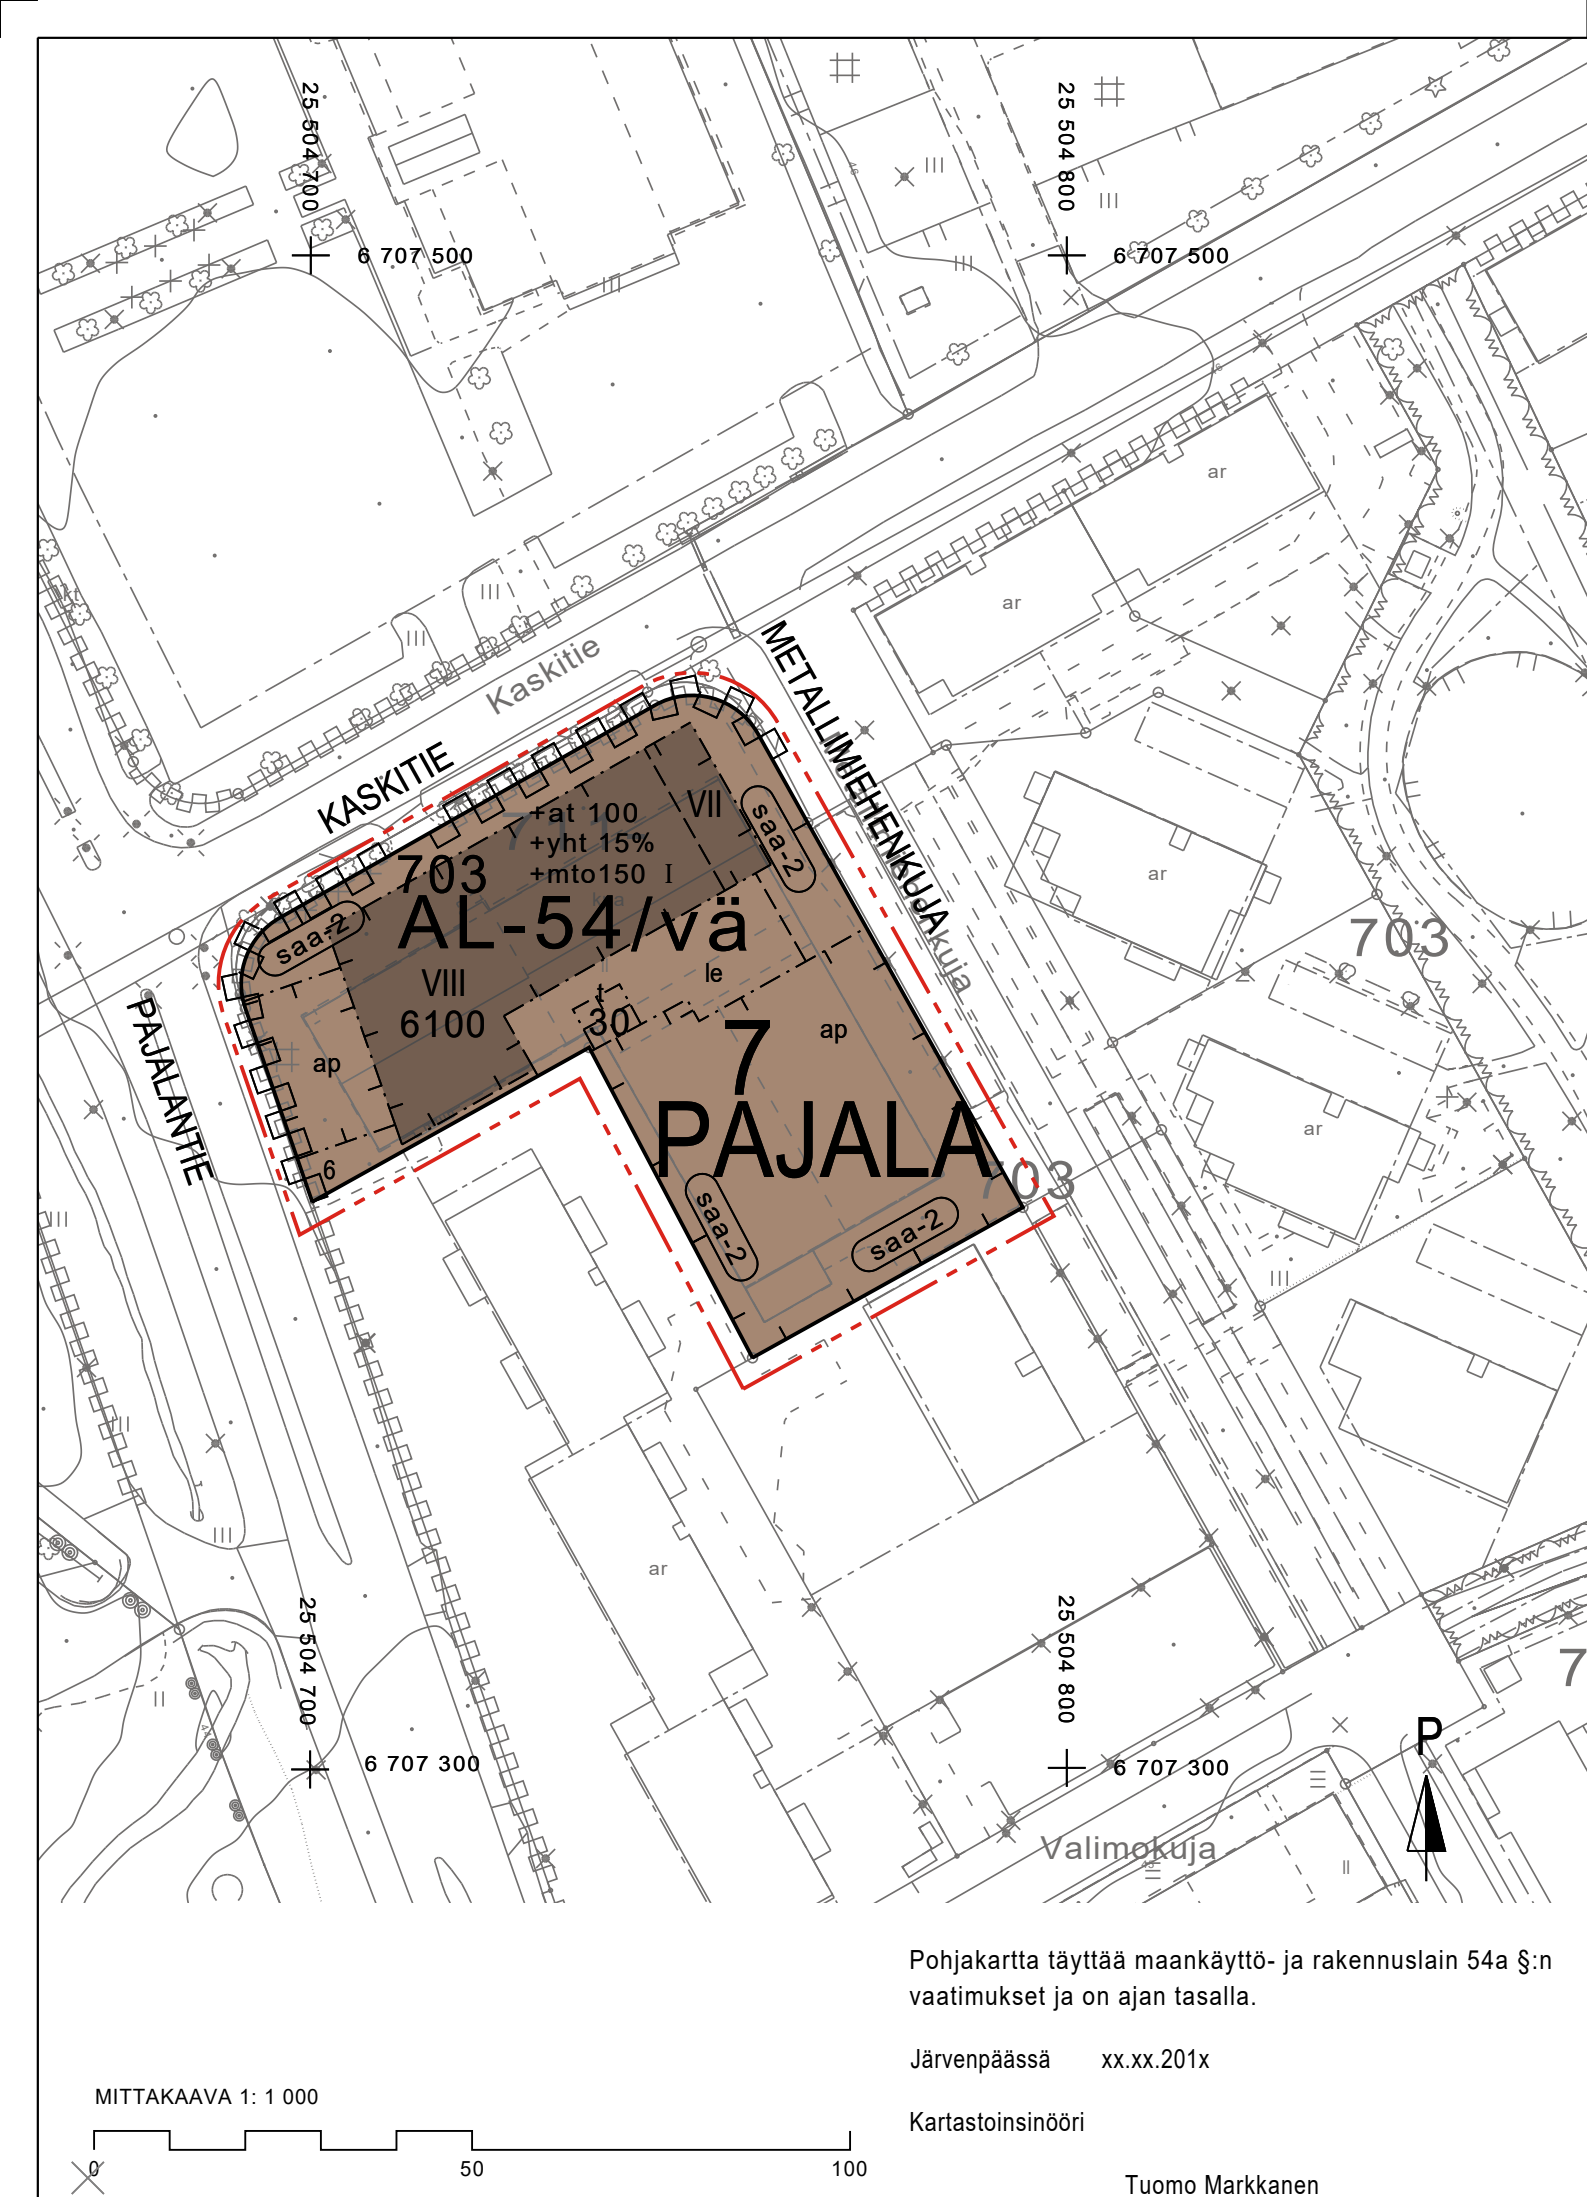 25 504 700
25 504 800
6 707 500
6 707 500
46
ar
ar
kt
Kaskitie
KASKITIE
METALLIMIEHENKUJA
kuja
PAJALANTIE
+at 100
+yht 15%
+mto150 I
VII
703
AL-54/vä
VIII
6100
saa-2
saa-2
le
t
30
ap
ap
7
PAJALA
6
saa-2
saa-2
ar
703
ar
703
ar
7
25 504 700
25 504 800
6 707 300
6 707 300
P
Valimokuja
Pohjakartta täyttää maankäyttö- ja rakennuslain 54a §:n
vaatimukset ja on ajan tasalla.
Järvenpäässä xx.xx.201x
Kartastoinsinööri
Tuomo Markkanen
MITTAKAAVA 1: 1 000
0 50 100